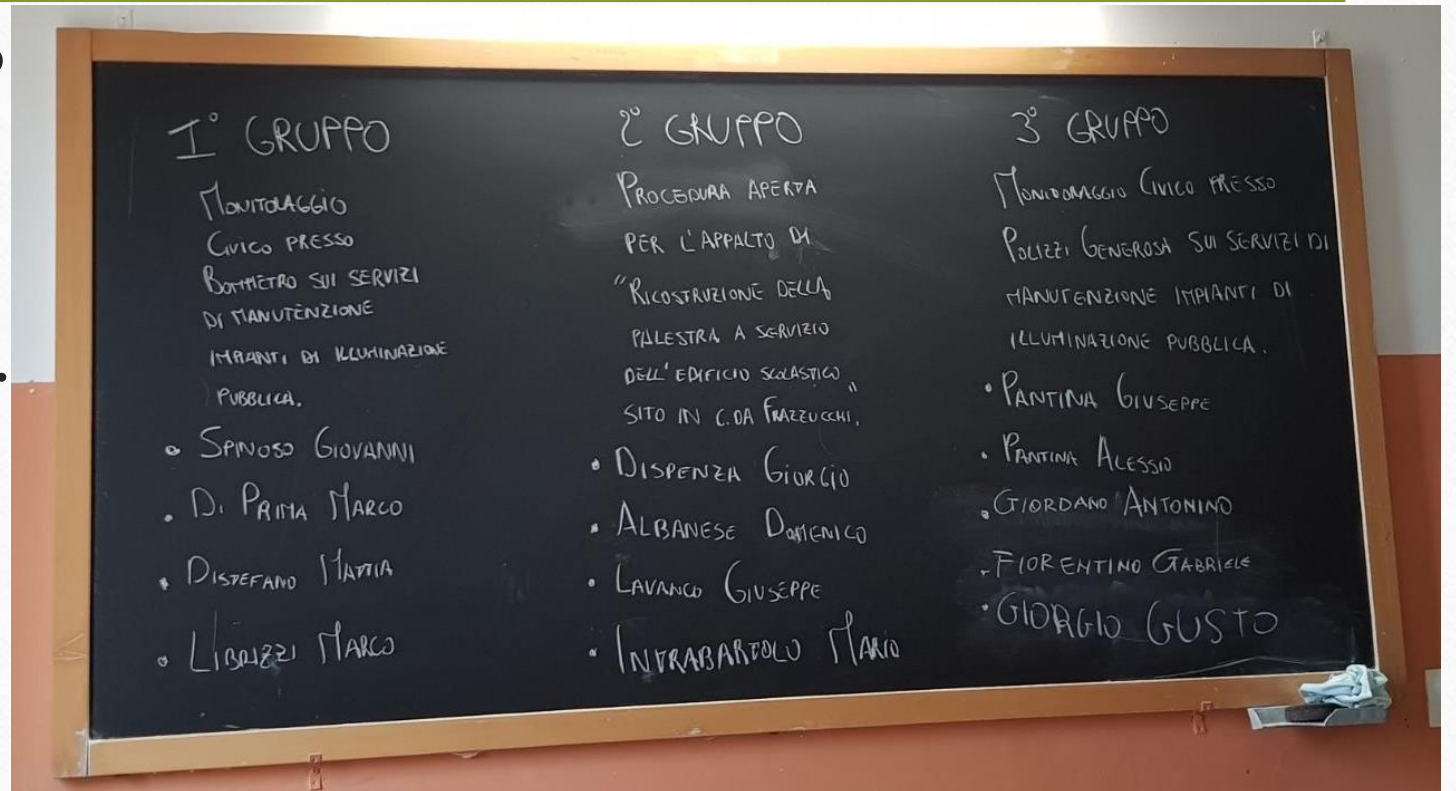 1° GRUPPO
MONITORAGGIO
CIVICO PRESSO
BOMPIETRO SUI SERVIZI
DI MANUTENZIONE
IMPIANTI DI ILLUMINAZIONE
PUBBLICA.
• SPINOSO GIOVANNI
• DI PRIMA MARCO
• DISTEFANO MATTIA
• LIBRIZZI MARCO
2° GRUPPO
PROCEDURA APERTA
PER L'APPALTO DI
"RICOSTRUZIONE DELLA
PALESTRA A SERVIZIO
DELL'EDIFICIO SCOLASTICO"
SITO IN C.DA FRAZZUCCHI.
• DISPENZA GIORGIO
• ALBANESE DOMENICO
• LAVANCO GIUSEPPE
• INTRABARTOLO MARIO
3° GRUPPO
MONITORAGGIO CIVICO PRESSO
POLIZZI GENEROSA SUI SERVIZI DI
MANUTENZIONE IMPIANTI DI
ILLUMINAZIONE PUBBLICA.
• PANTINA GIUSEPPE
• PANTINA ALESSIO
• GIORDANO ANTONINO
• FIORENTINO GABRIELE
• GIORGIO GUSTO